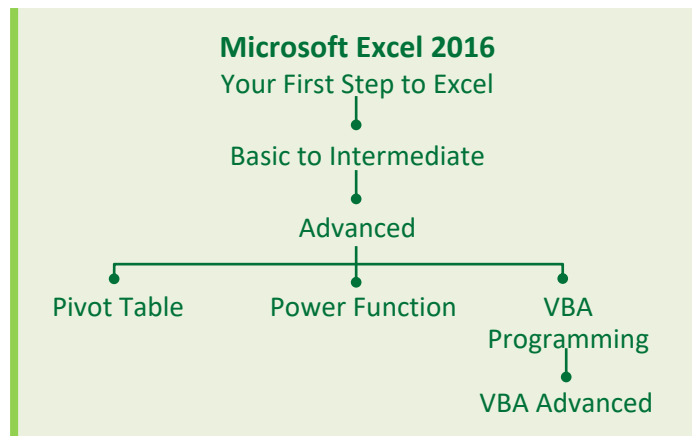 Microsoft Excel 2016
Your First Step to Excel
Basic to Intermediate
Advanced
Pivot Table
Power Function
VBA
Programming
VBA Advanced